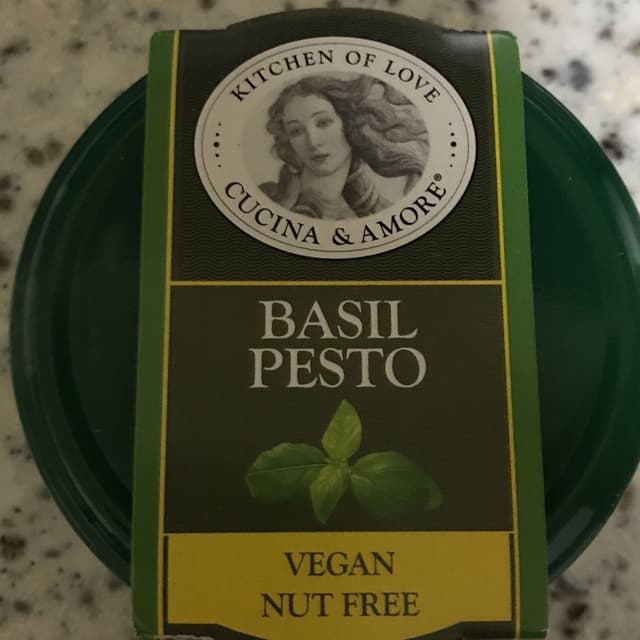 KITCHEN OF LOVE
CUCINA & AMORE®
BASIL
PESTO
VEGAN
NUT FREE